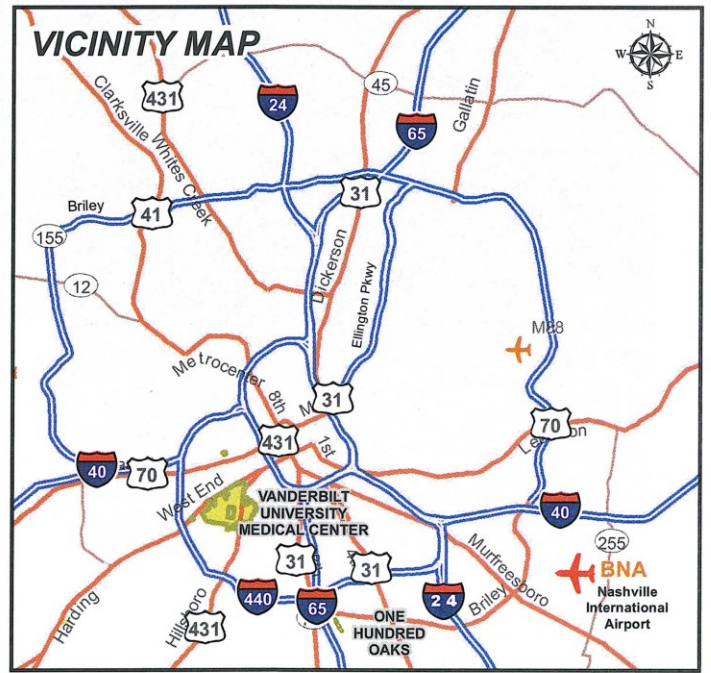 VICINITY MAP
N
W
E
S
431
24
45
65
Gallatin
Clarksville
Whites Creek
Briley
41
31
155
12
Dickerson
Ellington Pkwy
M88
Metrocenter
8th
31
431
1st
70
40
70
West End
VANDERBILT
UNIVERSITY
MEDICAL CENTER
40
Murfreesboro
255
31
31
BNA
Nashville
International
Airport
440
65
24
Briley
Harding
Hillsboro
431
ONE
HUNDRED
OAKS